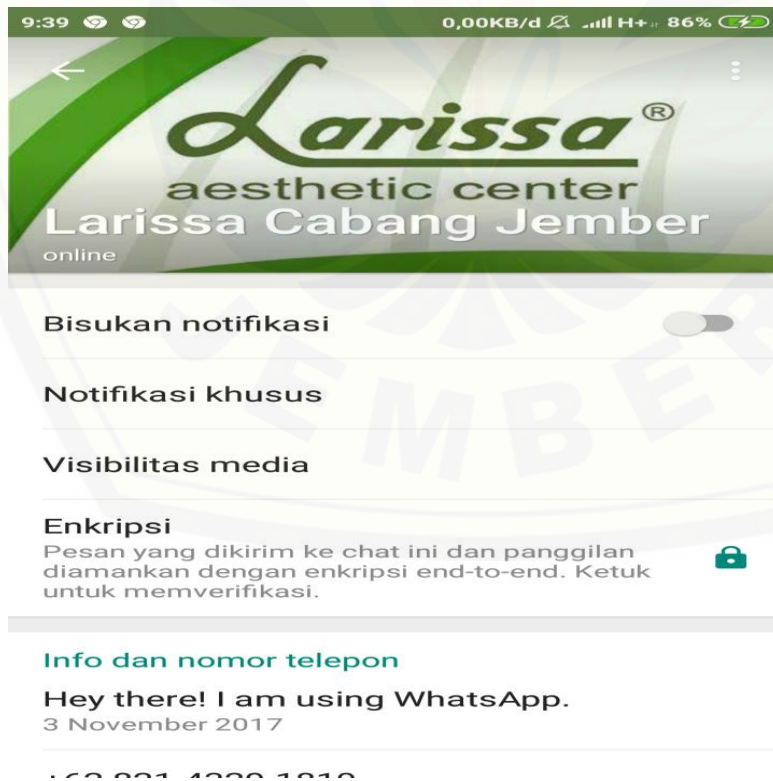 9:39 0,00KB/d H+ 86%
Larissa®
aesthetic center
Larissa Cabang Jember
online
Bisukan notifikasi
Notifikasi khusus
Visibilitas media
Enkripsi
Pesan yang dikirim ke chat ini dan panggilan
diamankan dengan enkripsi end-to-end. Ketuk
untuk memverifikasi.
Info dan nomor telepon
Hey there! I am using WhatsApp.
3 November 2017
JEMBER